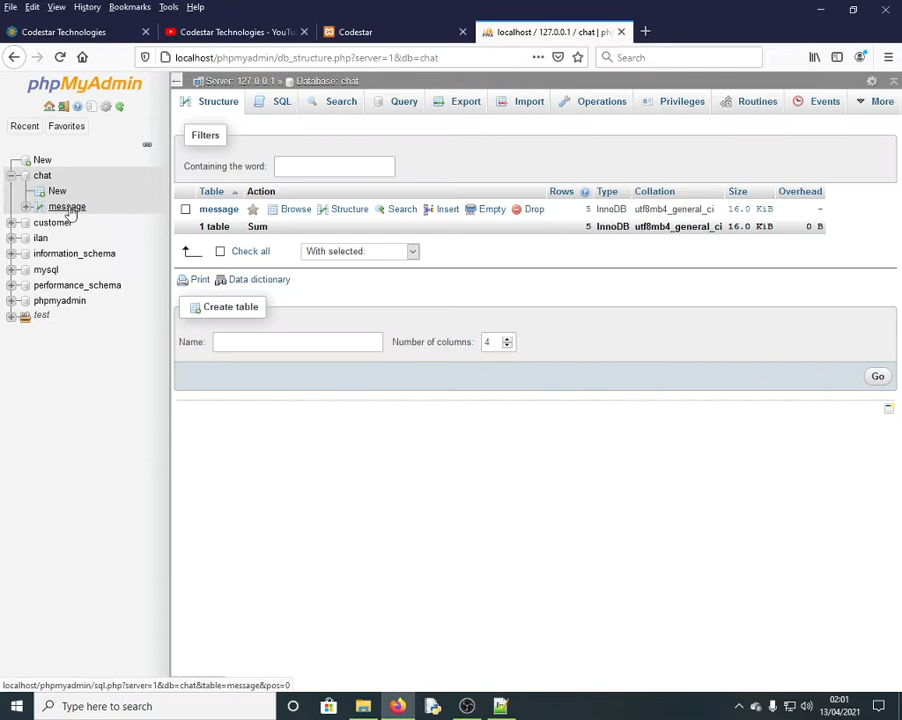 File Edit View History Bookmarks Tools Help
Codestar Technologies
Codestar Technologies - YouTu
Codestar
localhost / 127.0.0.1 / chat | ph
localhost/phpmyadmin/db_structure.php?server=1&db=chat
Search
phpMyAdmin
Server: 127.0.0.1 » Database: chat
Structure SQL Search Query Export Import Operations Privileges Routines Events More
Recent Favorites
Filters
Containing the word:
New
chat
New
message
customer
ilan
information_schema
mysql
performance_schema
phpmyadmin
test
Table Action Rows Type Collation Size Overhead
message Browse Structure Search Insert Empty Drop 5 InnoDB utf8mb4_general_ci 16.0 KiB –
1 table Sum 5 InnoDB utf8mb4_general_ci 16.0 KiB 0 B
Check all With selected:
Print Data dictionary
Create table
Name: Number of columns: 4
Go
localhost/phpmyadmin/sql.php?server=1&db=chat&table=message&pos=0
Type here to search
02:01
13/04/2021